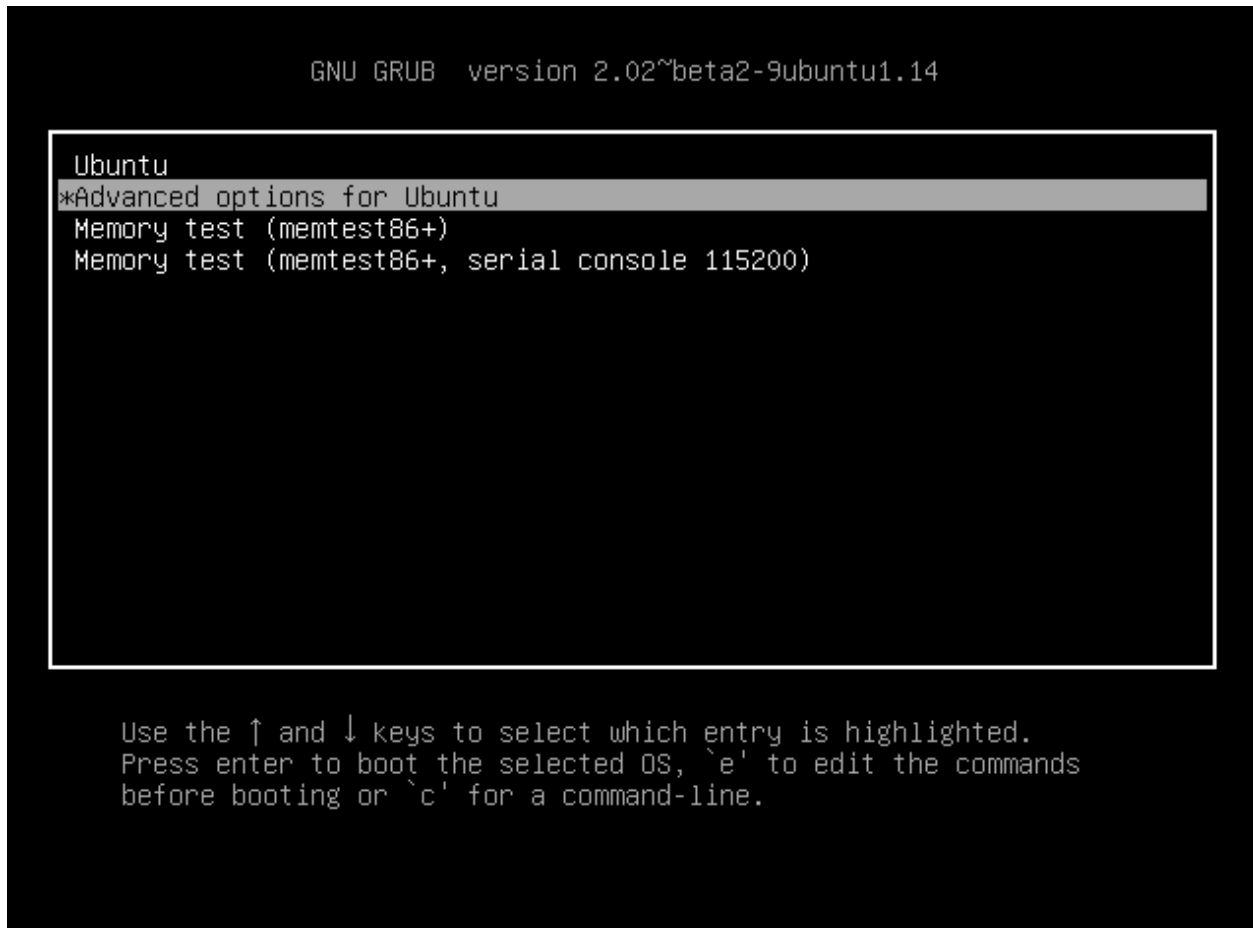 GNU GRUB  version 2.02~beta2-9ubuntu1.14
Ubuntu
*Advanced options for Ubuntu
Memory test (memtest86+)
Memory test (memtest86+, serial console 115200)
Use the ↑ and ↓ keys to select which entry is highlighted.
Press enter to boot the selected OS, `e' to edit the commands
before booting or `c' for a command-line.